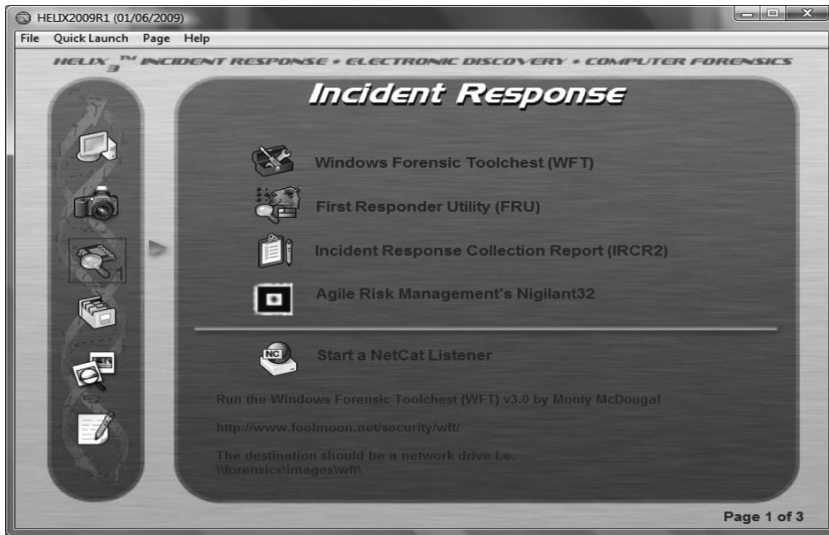 HELIX2009R1 (01/06/2009)
File Quick Launch Page Help
HELIX3™ INCIDENT RESPONSE • ELECTRONIC DISCOVERY • COMPUTER FORENSICS
Incident Response
Windows Forensic Toolchest (WFT)
First Responder Utility (FRU)
1
Incident Response Collection Report (IRCR2)
Agile Risk Management's Nigilant32
NC
Start a NetCat Listener
Run the Windows Forensic Toolchest (WFT) v3.0 by Monty McDougal
http://www.foolmoon.net/security/wft/
The destination should be a network drive i.e.
\\forensics\images\wft\
Page 1 of 3